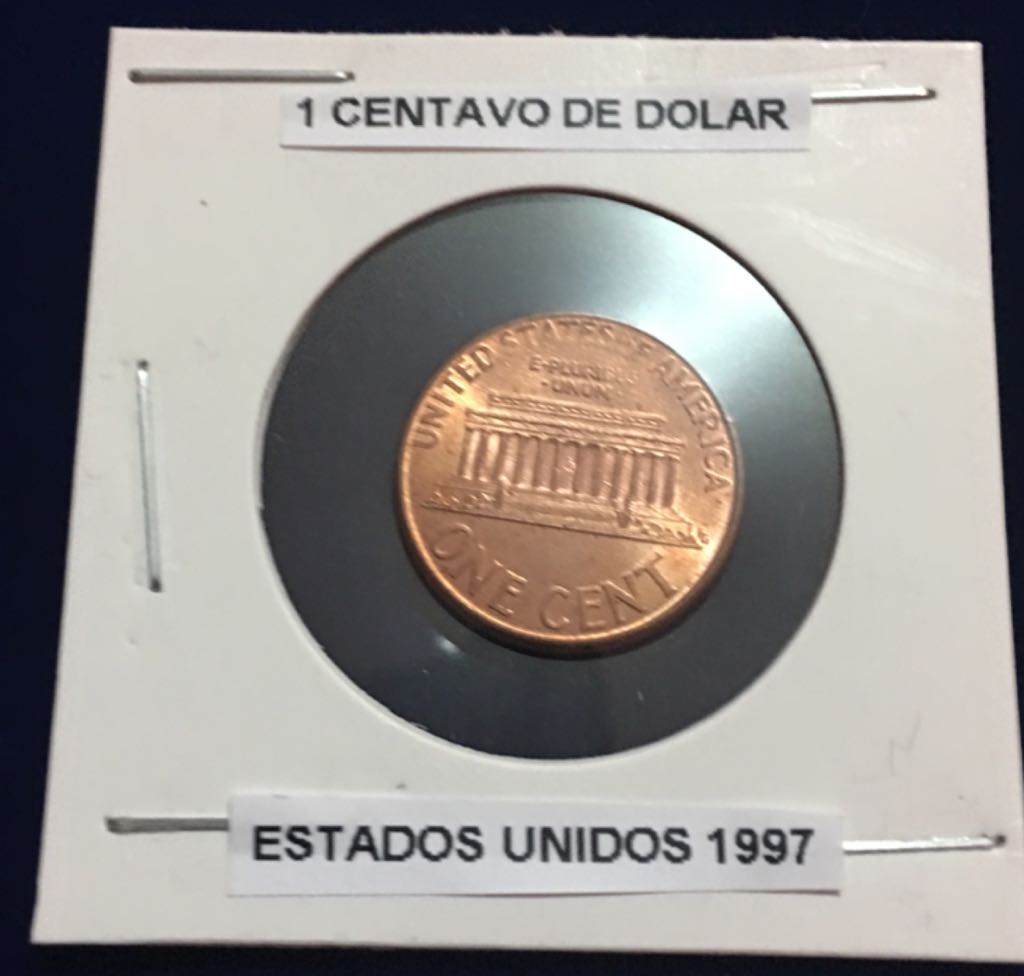 1 CENTAVO DE DOLAR
UNITED STATES OF AMERICA
E·PLURIBUS
·UNUM·
ONE CENT
ESTADOS UNIDOS 1997